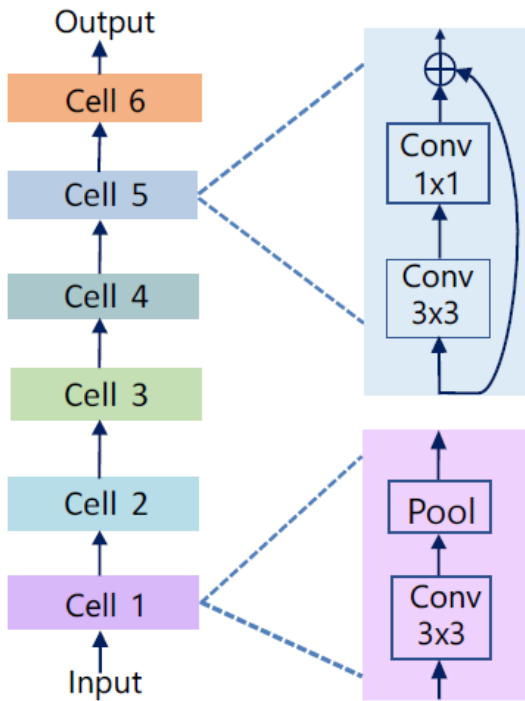 Output
Cell 6
Cell 5
Cell 4
Cell 3
Cell 2
Cell 1
Input
Conv
1x1
Conv
3x3
Pool
Conv
3x3